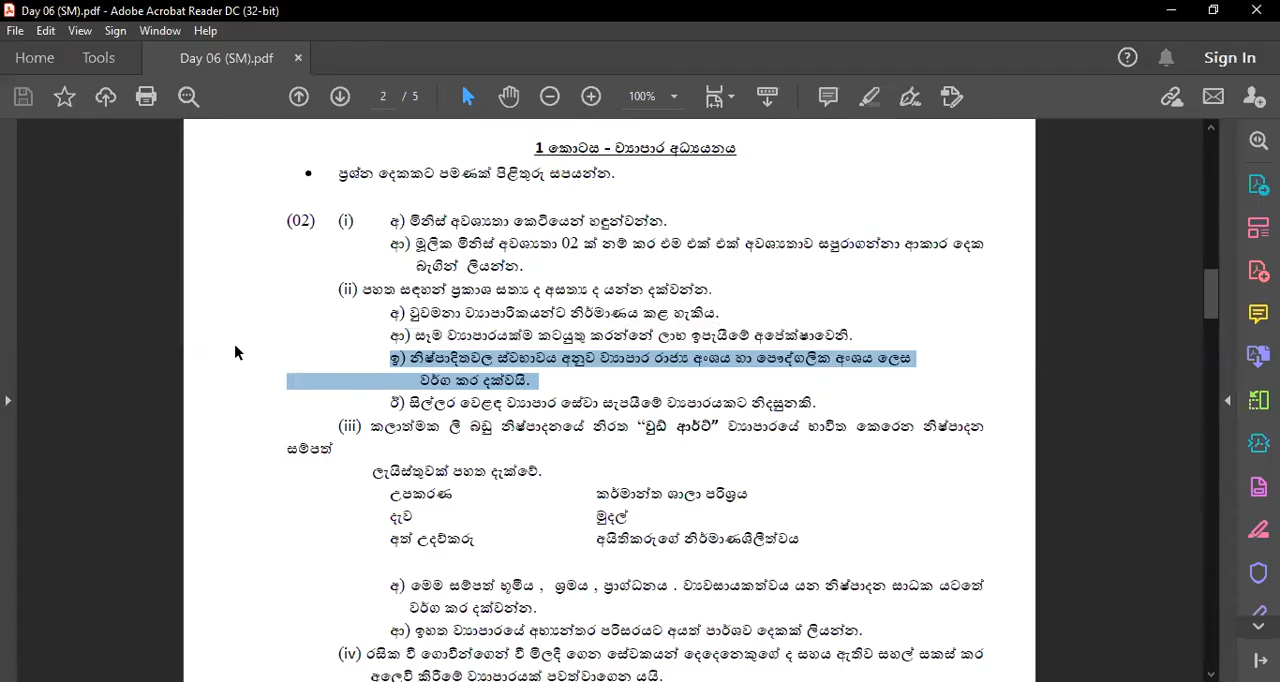 Day 06 (SM).pdf - Adobe Acrobat Reader DC (32-bit)
File Edit View Sign Window Help
Home Tools Day 06 (SM).pdf × Sign In
2 / 5 100%
1 කොටස - ව්‍යාපාර අධ්‍යයනය
• ප්‍රශ්න දෙකකට පමණක් පිළිතුරු සපයන්න.
(02) (i) අ) මිනිස් අවශ්‍යතා කෙටියෙන් හඳුන්වන්න.
ආ) මූලික මිනිස් අවශ්‍යතා 02 ක් නම් කර එම එක් එක් අවශ්‍යතාව සපුරාගන්නා ආකාර දෙක
බැගින් ලියන්න.
(ii) පහත සඳහන් ප්‍රකාශ සත්‍ය ද අසත්‍ය ද යන්න දක්වන්න.
අ) වුවමනා ව්‍යාපාරිකයන්ට නිර්මාණය කළ හැකිය.
ආ) සෑම ව්‍යාපාරයක්ම කටයුතු කරන්නේ ලාභ ඉපැයීමේ අපේක්ෂාවෙනි.
ඉ) නිෂ්පාදිතවල ස්වභාවය අනුව ව්‍යාපාර රාජ්‍ය අංශය හා පෞද්ගලික අංශය ලෙස
වර්ග කර දක්වයි.
ඊ) සිල්ලර වෙළඳ ව්‍යාපාර සේවා සැපයීමේ ව්‍යපාරයකට නිදසුනකි.
(iii) කලාත්මක ලී බඩු නිෂ්පාදනයේ නිරත “වුඩ් ආර්ට්” ව්‍යාපාරයේ භාවිත කෙරෙන නිෂ්පාදන
සම්පත්
ලැයිස්තුවක් පහත දැක්වේ.
උපකරණ කර්මාන්ත ශාලා පරිශ්‍රය
දැව මුදල්
අත් උදව්කරු අයිතිකරුගේ නිර්මාණශීලීත්වය
අ) මෙම සම්පත් භූමිය , ශ්‍රමය , ප්‍රාග්ධනය . ව්‍යවසායකත්වය යන නිෂ්පාදන සාධක යටතේ
වර්ග කර දක්වන්න.
ආ) ඉහත ව්‍යාපාරයේ අභ්‍යන්තර පරිසරයට අයත් පාර්ශව දෙකක් ලියන්න.
(iv) රසික වී ගොවීන්ගෙන් වී මිලදී ගෙන සේවකයන් දෙදෙනෙකුගේ ද සහය ඇතිව සහල් සකස් කර
අලෙවි කිරීමේ ව්‍යාපාරයක් පවත්වාගෙන යයි.